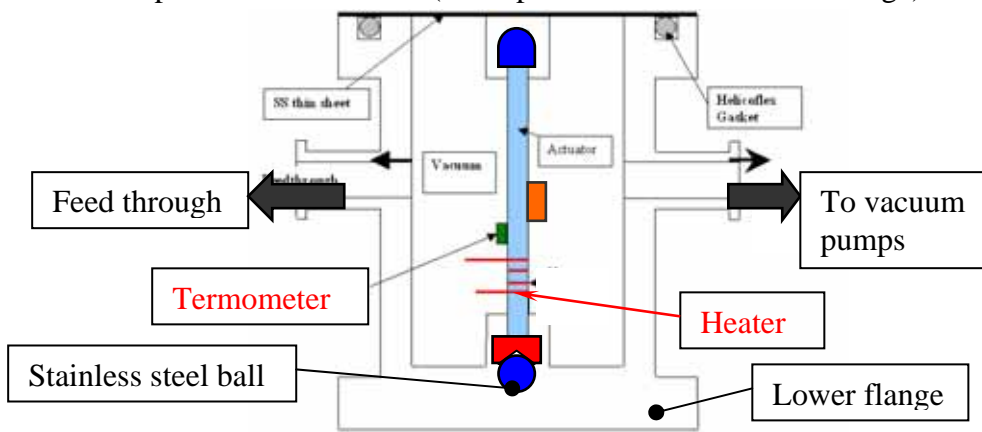 SS thin sheet
Helicoflex
Gasket
Actuator
Vacuum
Feed through
To vacuum
pumps
Termometer
Heater
Stainless steel ball
Lower flange